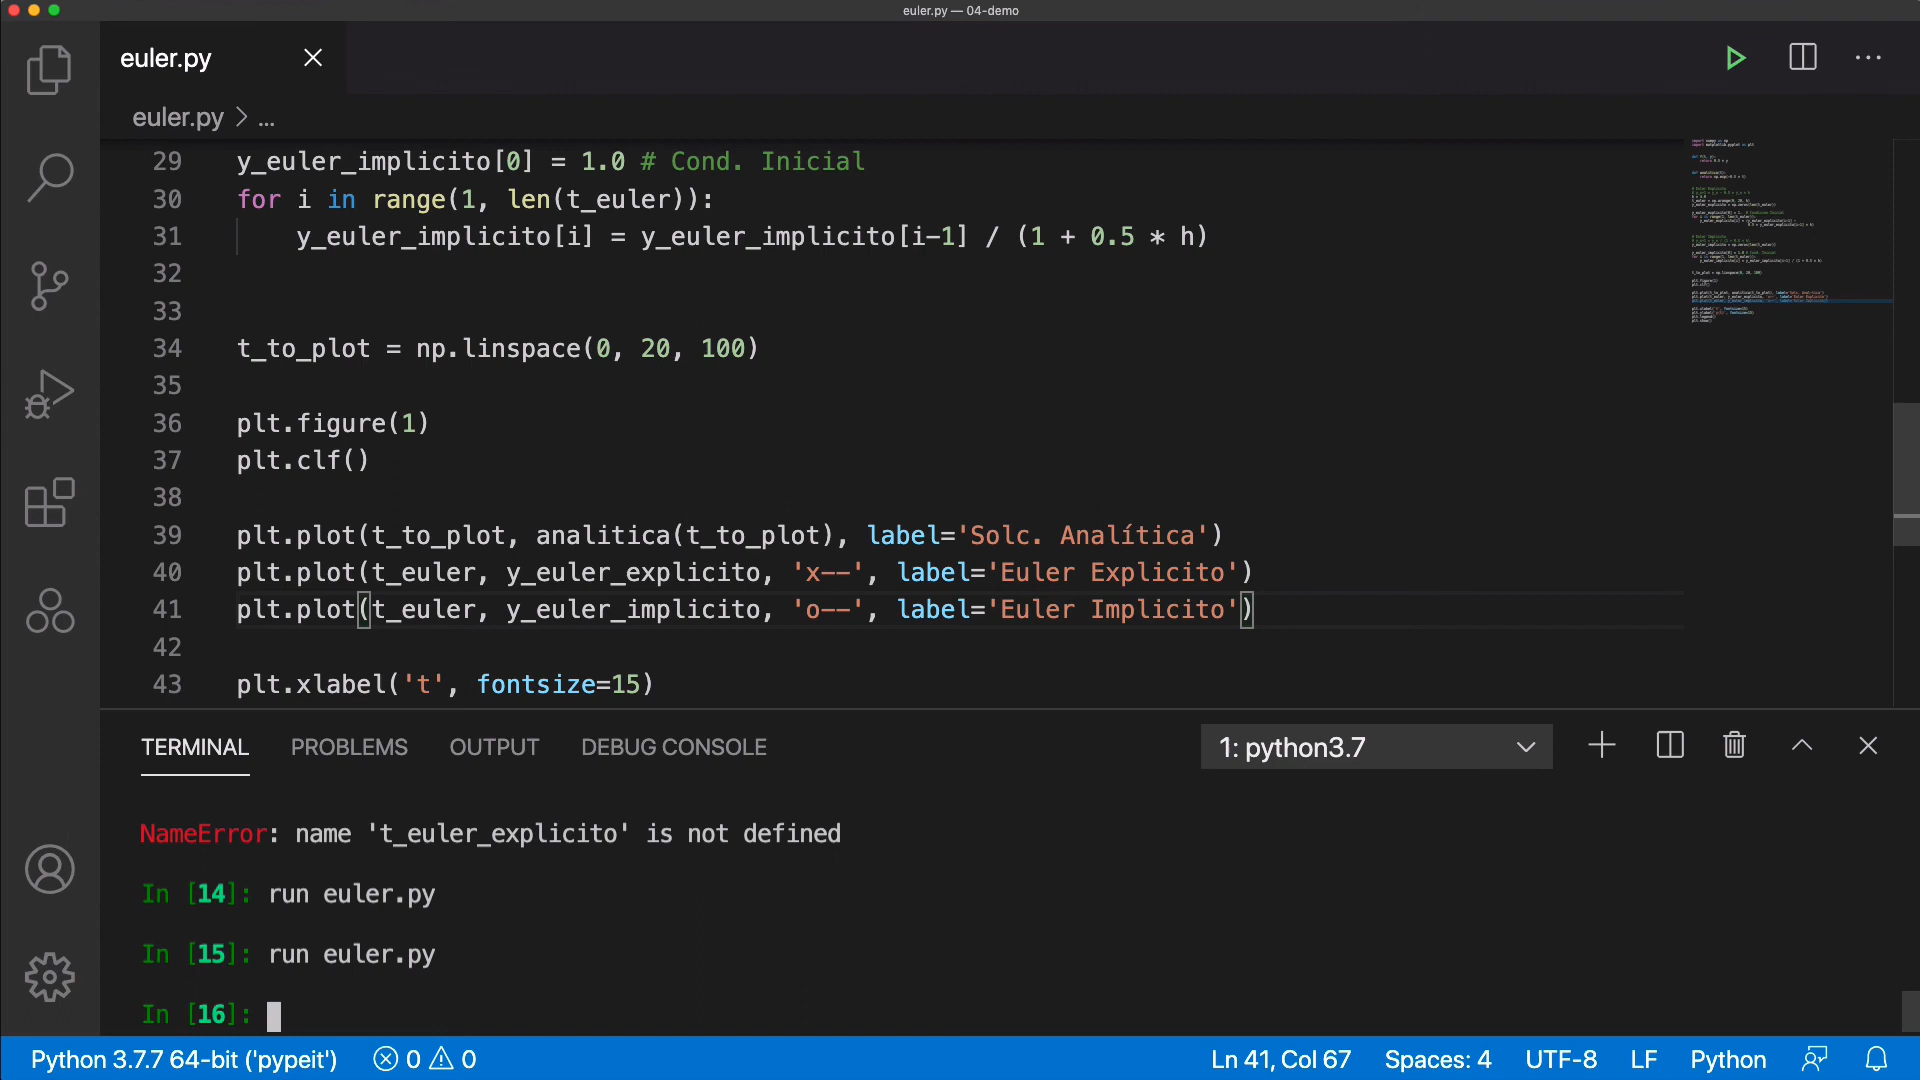 euler.py — 04-demo
euler.py
euler.py > ...
29 y_euler_implicito[0] = 1.0 # Cond. Inicial
30 for i in range(1, len(t_euler)):
31 y_euler_implicito[i] = y_euler_implicito[i-1] / (1 + 0.5 * h)
32
33
34 t_to_plot = np.linspace(0, 20, 100)
35
36 plt.figure(1)
37 plt.clf()
38
39 plt.plot(t_to_plot, analitica(t_to_plot), label='Solc. Analítica')
40 plt.plot(t_euler, y_euler_explicito, 'x--', label='Euler Explicito')
41 plt.plot(t_euler, y_euler_implicito, 'o--', label='Euler Implicito')
42
43 plt.xlabel('t', fontsize=15)
TERMINAL PROBLEMS OUTPUT DEBUG CONSOLE 1: python3.7
NameError: name 't_euler_explicito' is not defined
In [14]: run euler.py
In [15]: run euler.py
In [16]:
Python 3.7.7 64-bit ('pypeit') 0 0 Ln 41, Col 67 Spaces: 4 UTF-8 LF Python